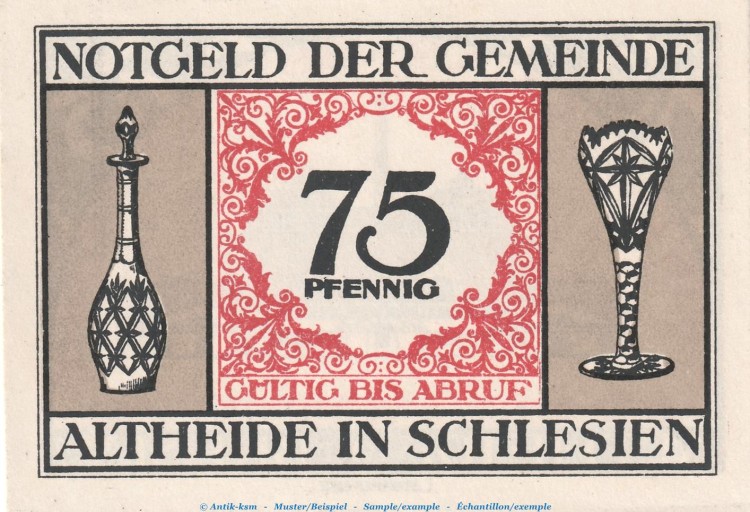 NOTGELD DER GEMEINDE
75
PFENNIG
GÜLTIG BIS ABRUF
ALTHEIDE IN SCHLESIEN
© Antik-ksm - Muster/Beispiel - Sample/example - Échantillon/exemple